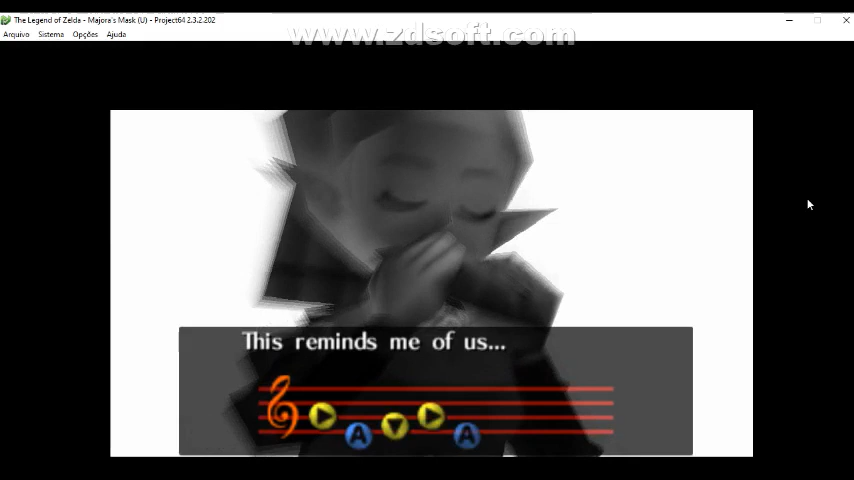 The Legend of Zelda - Majora's Mask (U) - Project64 2.3.2.202
Arquivo Sistema Opções Ajuda
www.zdsoft.com
This reminds me of us...
A A